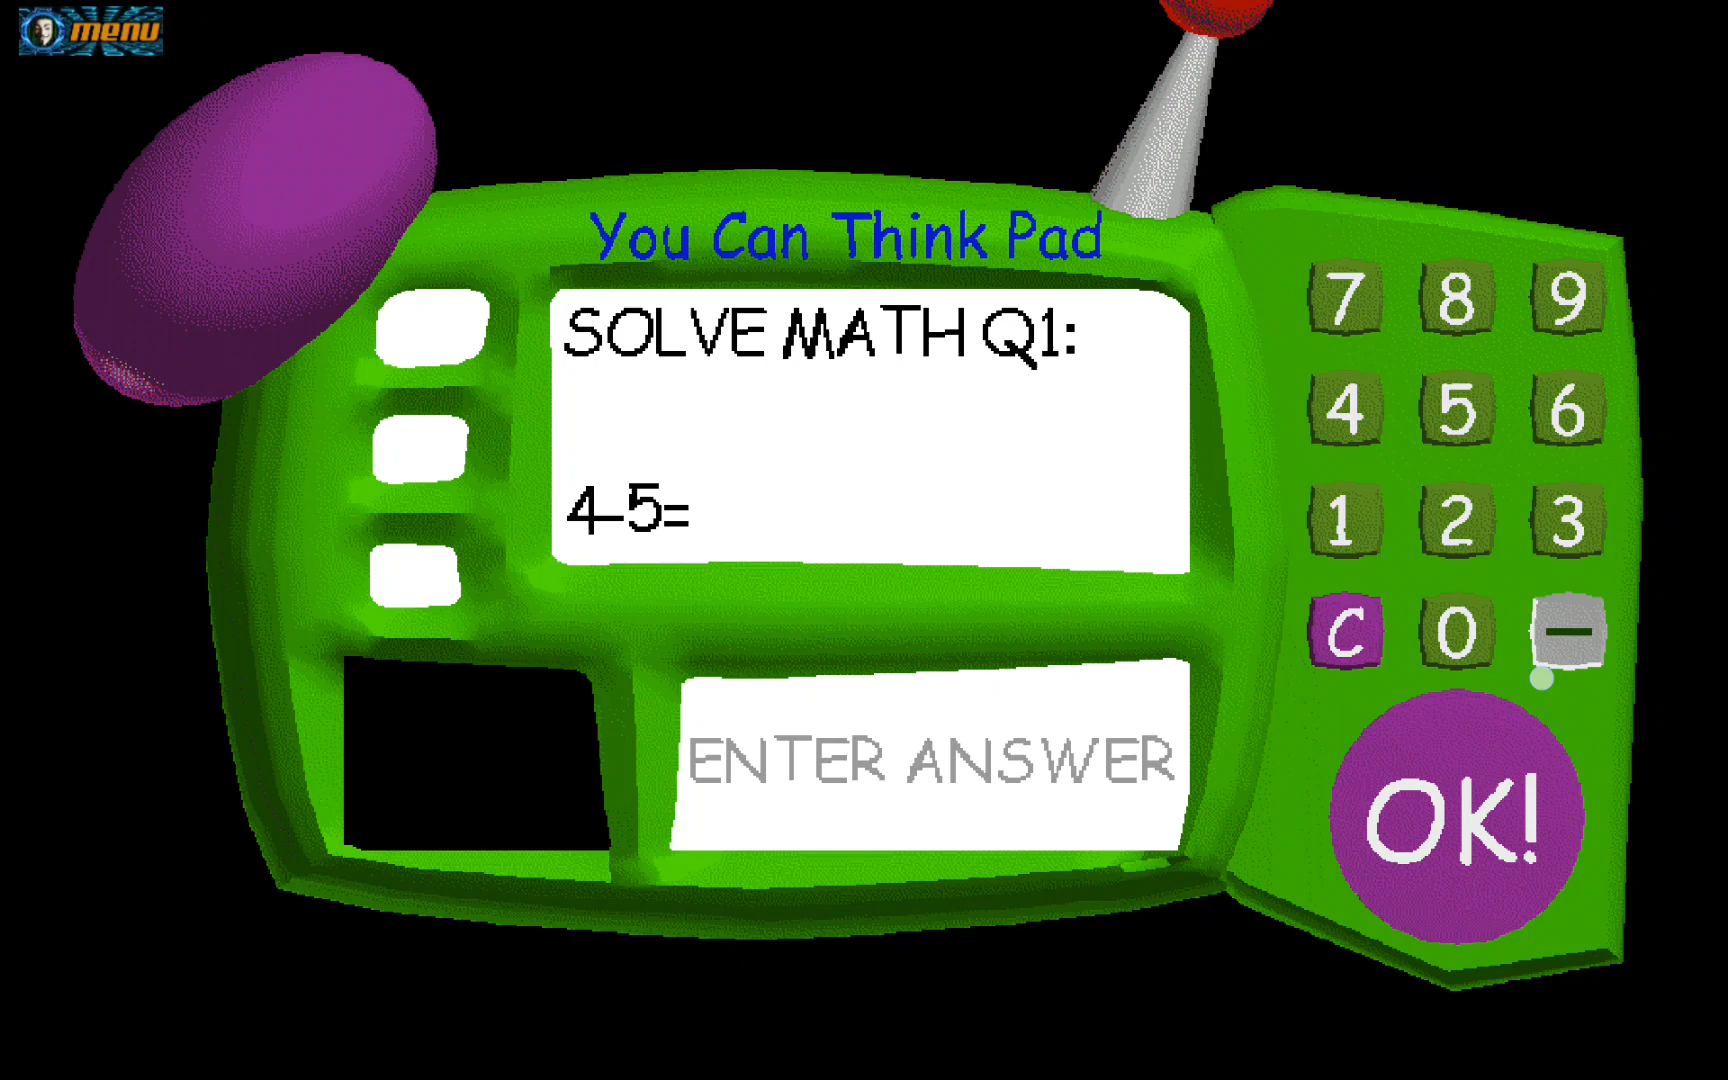 menu
You Can Think Pad
SOLVE MATH Q1:
4-5=
ENTER ANSWER
7 8 9
4 5 6
1 2 3
C 0 -
OK!